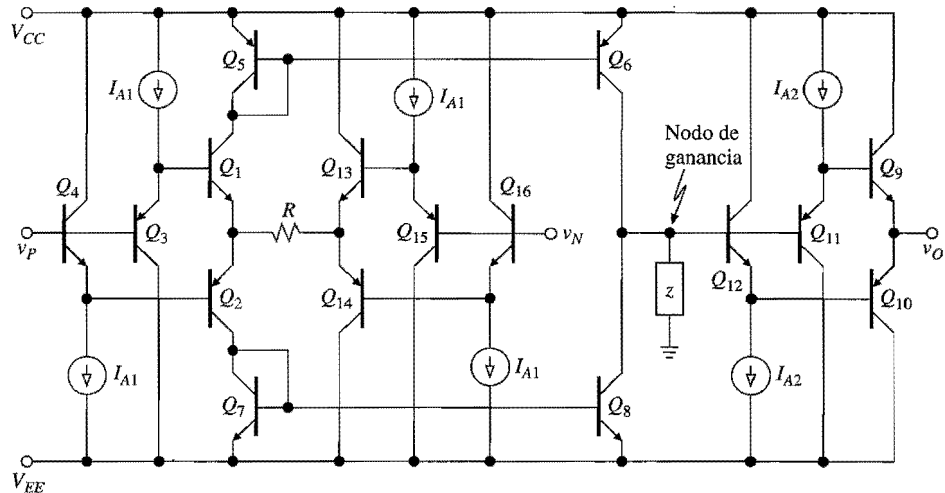 V_CC
Q_5
Q_6
I_A1
I_A1
I_A2
Nodo de
ganancia
Q_4
Q_1
Q_13
Q_16
Q_9
v_P
Q_3
R
Q_15
v_N
Q_11
v_O
Q_2
Q_14
z
Q_12
Q_10
I_A1
I_A1
I_A2
Q_7
Q_8
V_EE